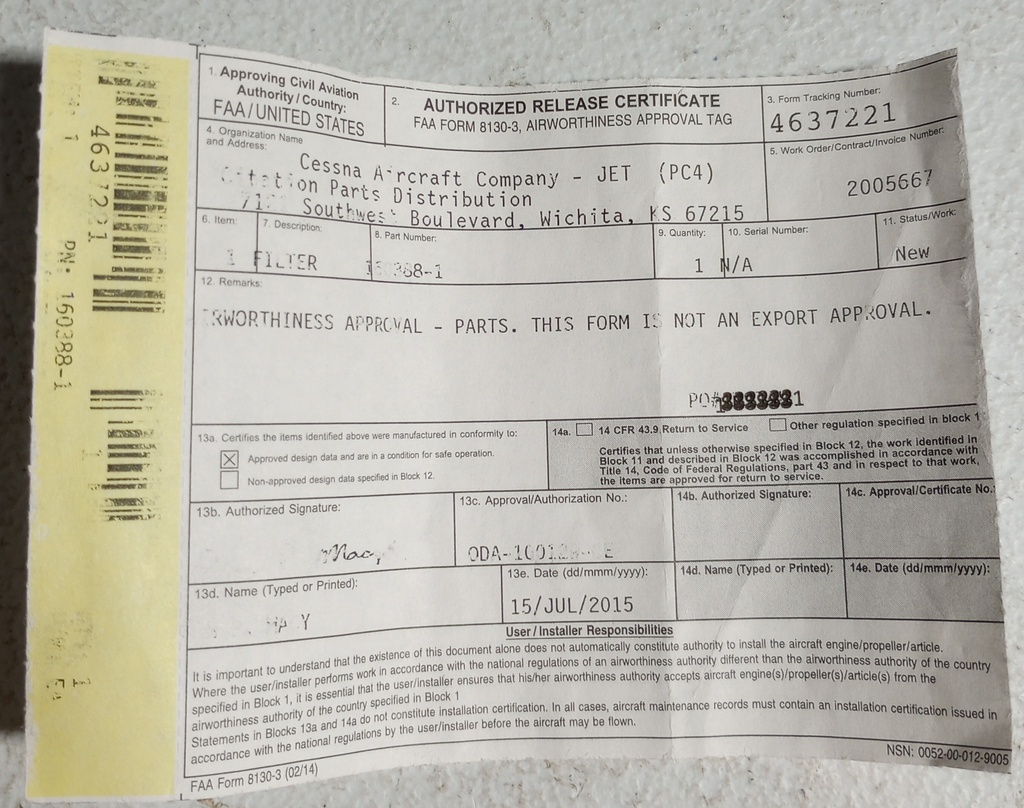 1. Approving Civil Aviation
Authority / Country:
FAA/UNITED STATES
2.
AUTHORIZED RELEASE CERTIFICATE
FAA FORM 8130-3, AIRWORTHINESS APPROVAL TAG
3. Form Tracking Number:
4637221
4. Organization Name
and Address:
Cessna Aircraft Company - JET (PC4)
Parts Distribution
Southwest Boulevard, Wichita, KS 67215
5. Work Order/Contract/Invoice Number:
2005667
6. Item:
1
7. Description:
FILTER
8. Part Number:
9. Quantity:
1
10. Serial Number:
N/A
11. Status/Work:
New
12. Remarks:
APPROVAL - PARTS. THIS FORM IS NOT AN EXPORT APPROVAL.
PO#
13a. Certifies the items identified above were manufactured in conformity to:
Approved design data and are in a condition for safe operation.
Non-approved design data specified in Block 12.
14a. 14 CFR 43.9 Return to Service Other regulation specified in block 1
Certifies that unless otherwise specified in Block 12, the work identified in
Block 11 and described in Block 12 was accomplished in accordance with
Title 14, Code of Federal Regulations, part 43 and in respect to that work,
the items are approved for return to service.
13b. Authorized Signature:
13c. Approval/Authorization No.:
14b. Authorized Signature:
14c. Approval/Certificate No.:
13d. Name (Typed or Printed):
13e. Date (dd/mmm/yyyy):
15/JUL/2015
14d. Name (Typed or Printed):
14e. Date (dd/mmm/yyyy):
User/Installer Responsibilities
It is important to understand that the existence of this document alone does not automatically constitute authority to install the aircraft engine/propeller/article.
Where the user/installer performs work in accordance with the national regulations of an airworthiness authority different than the airworthiness authority of the country
specified in Block 1, it is essential that the user/installer ensures that his/her airworthiness authority accepts aircraft engine(s)/propeller(s)/article(s) from the
airworthiness authority of the country specified in Block 1
Statements in Blocks 13a and 14a do not constitute installation certification. In all cases, aircraft maintenance records must contain an installation certification issued in
accordance with the national regulations by the user/installer before the aircraft may be flown.
FAA Form 8130-3 (02/14)
NSN: 0052-00-012-9005
4637221
PN: 160388-1